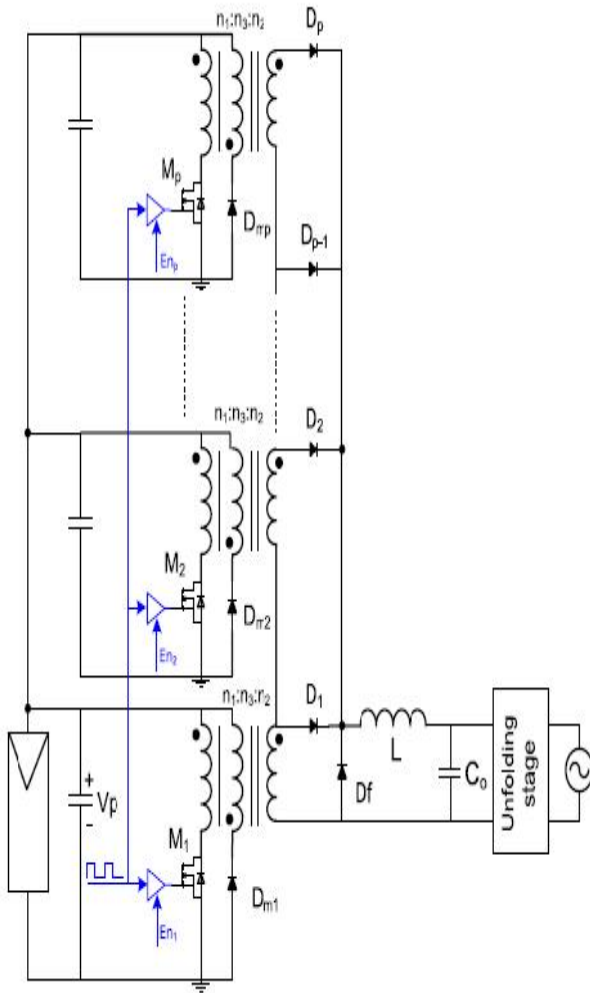 n1:n3:n2
Dp
Mp
Dmp
Dp-1
Enp
n1:n3:n2
D2
M2
Dm2
En2
n1:n3:n2
D1
+
Vp
-
M1
Dm1
En1
L
Df
Co
Unfolding
stage